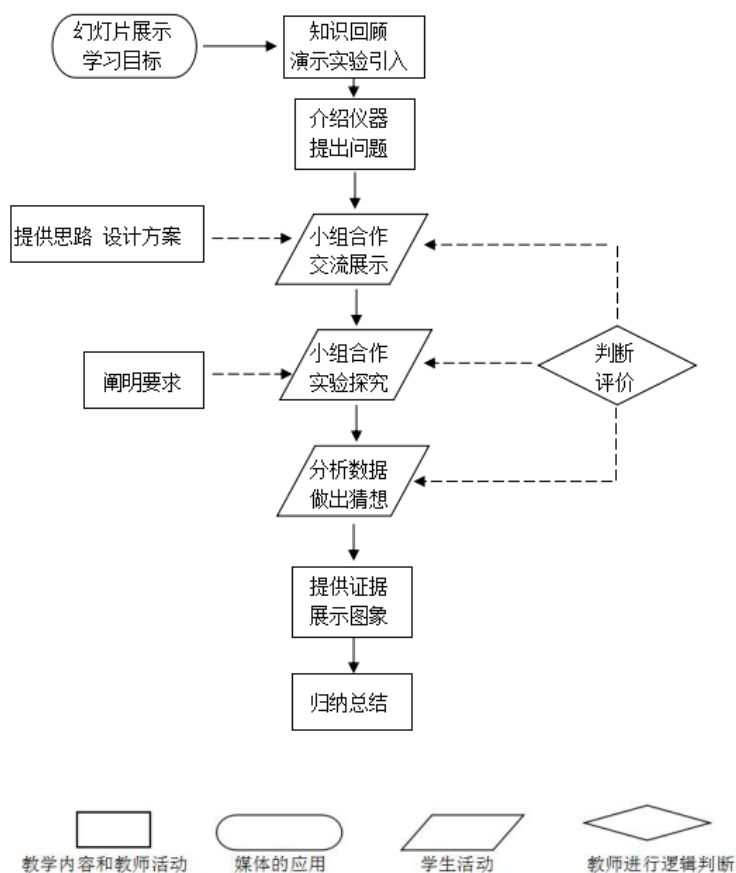 幻灯片展示
学习目标
知识回顾
演示实验引入
介绍仪器
提出问题
提供思路 设计方案
小组合作
交流展示
阐明要求
小组合作
实验探究
判断
评价
分析数据
做出猜想
提供证据
展示图象
归纳总结
教学内容和教师活动
媒体的应用
学生活动
教师进行逻辑判断